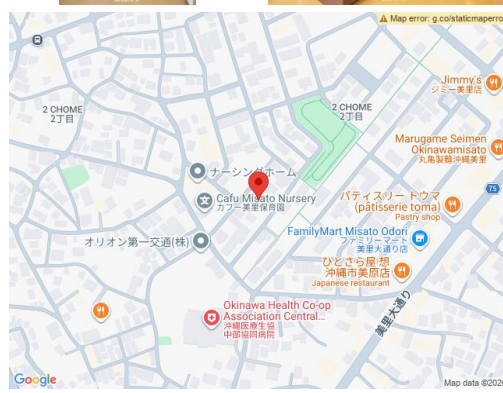 Map error: g.co/staticmaperro
Jimmy's
ジミー美里店
2 CHOME
2丁目
2 CHOME
2丁目
Marugame Seimen
Okinawamisato
丸亀製麺沖縄美里
ナーシングホーム
75
Cafu Misato Nursery
カフー美里保育園
パティスリー トウマ
(pâtisserie toma)
Pastry shop
オリオン第一交通(株)
FamilyMart Misato Odori
ファミリーマート
美里大通り店
ひとさら屋·想
沖縄市美原店
Japanese restaurant
Okinawa Health Co-op
Association Central...
沖縄医療生協
中部協同病院
美里大通り
Google
Map data ©2026